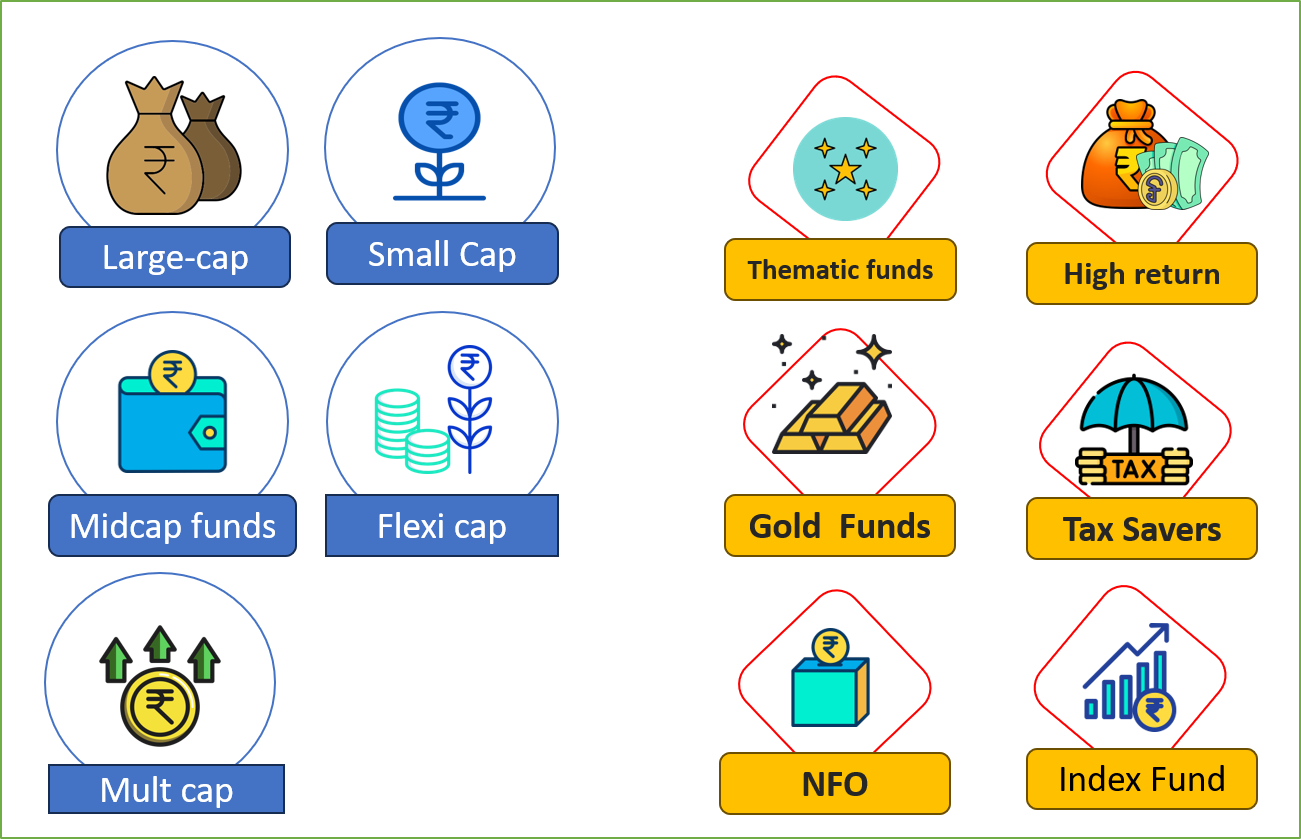 Large-cap
Small Cap
Midcap funds
Flexi cap
Mult cap
Thematic funds
High return
Gold  Funds
TAX
Tax Savers
NFO
Index Fund